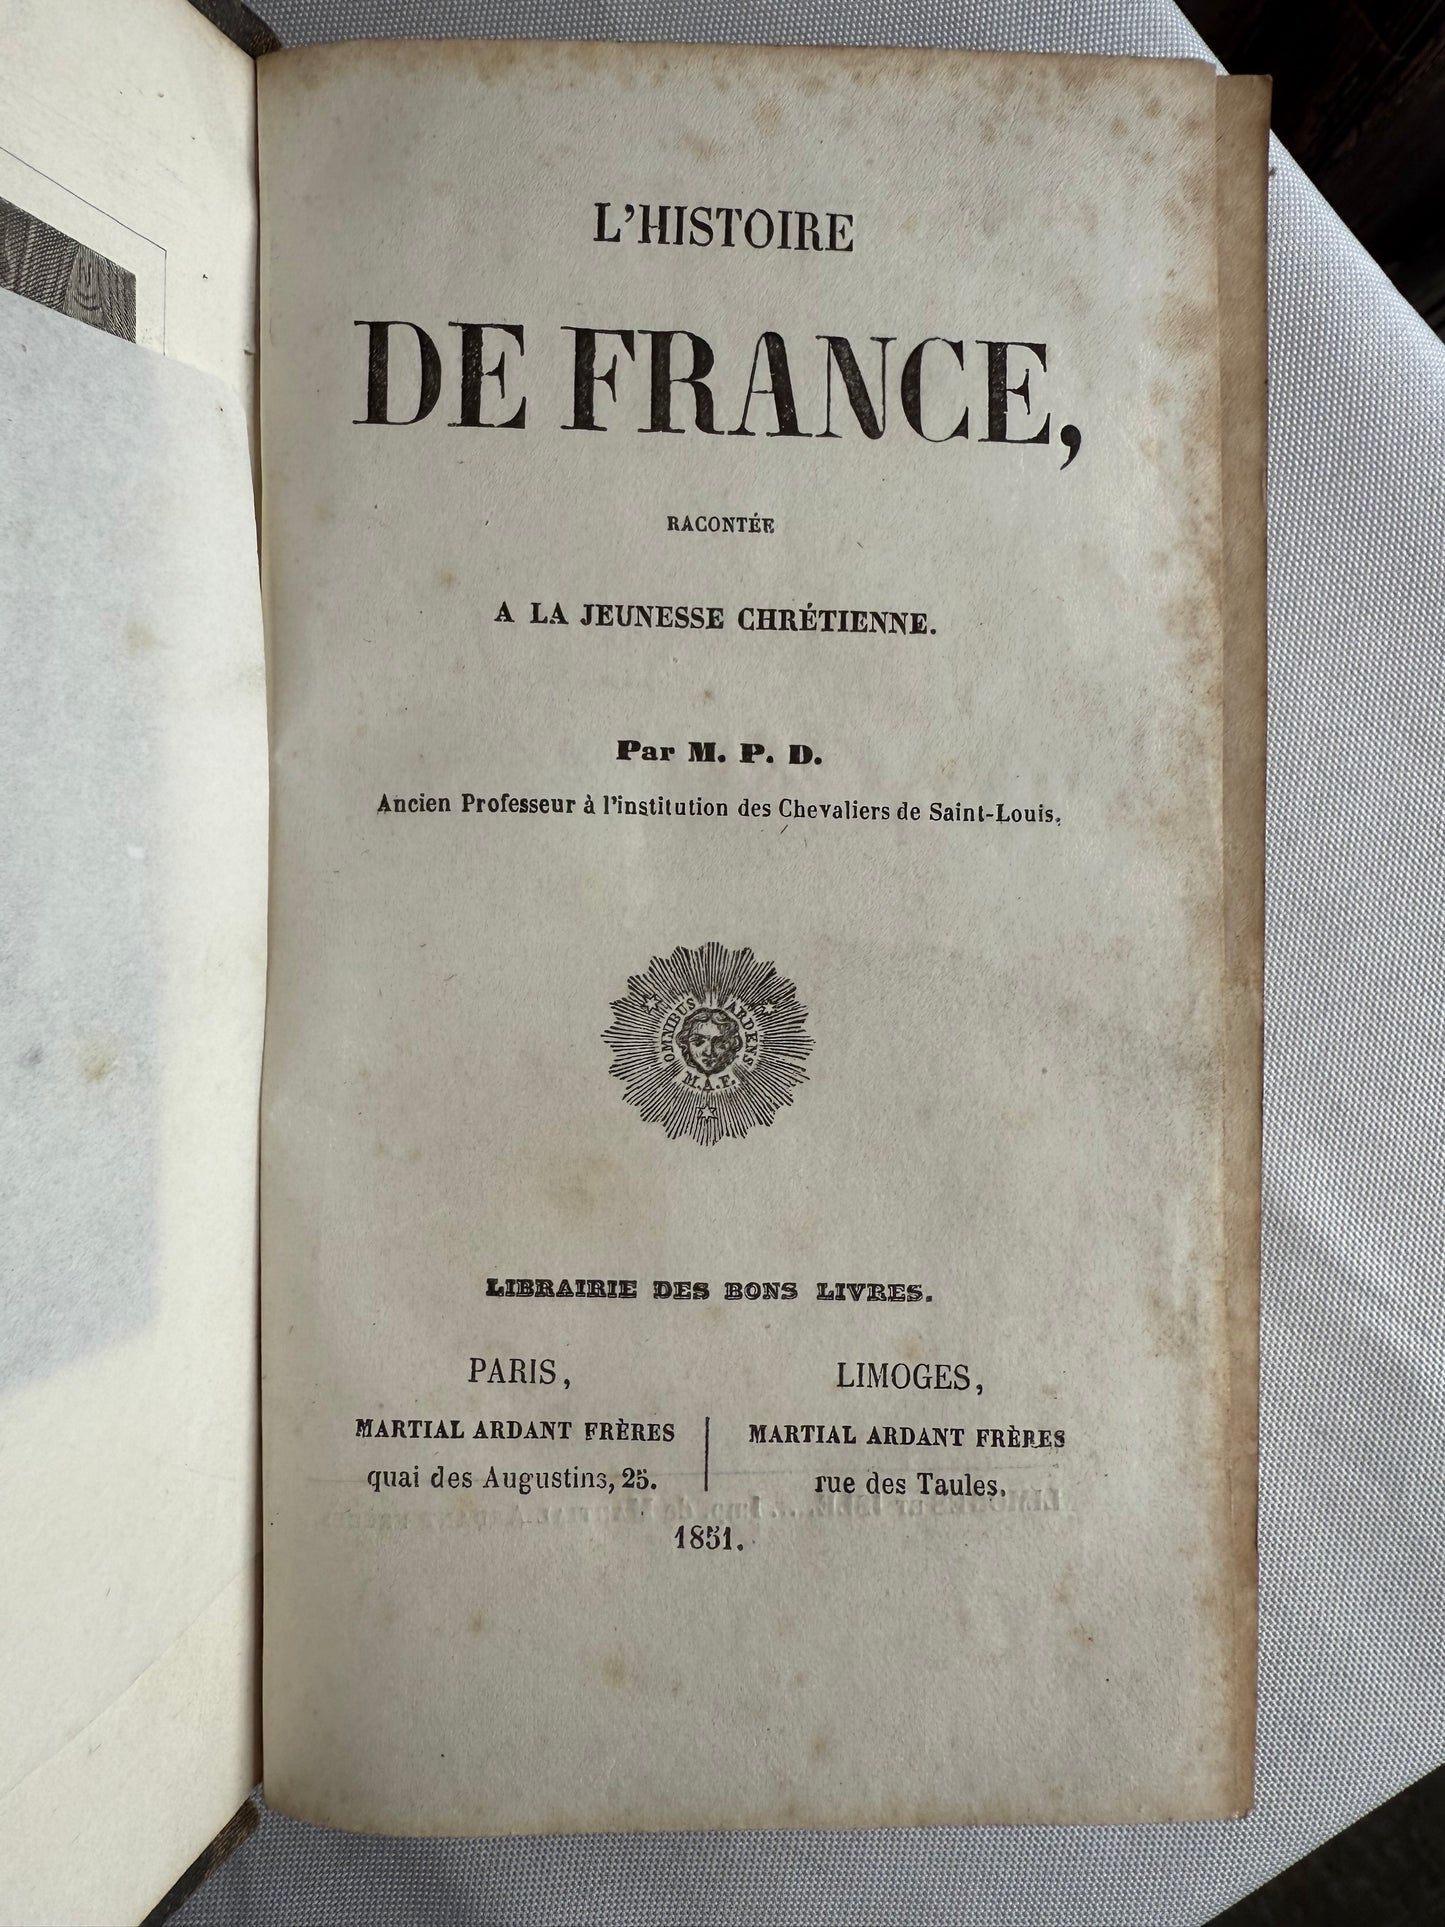 L'HISTOIRE
DE FRANCE,
RACONTÉE
A LA JEUNESSE CHRÉTIENNE.
Par M. P. D.
Ancien Professeur à l'institution des Chevaliers de Saint-Louis.
OMNIBUS ARDENS
M. A. F.
LIBRAIRIE DES BONS LIVRES.
PARIS,
MARTIAL ARDANT FRÈRES
quai des Augustins, 25.
LIMOGES,
MARTIAL ARDANT FRÈRES
rue des Taules.
1851.